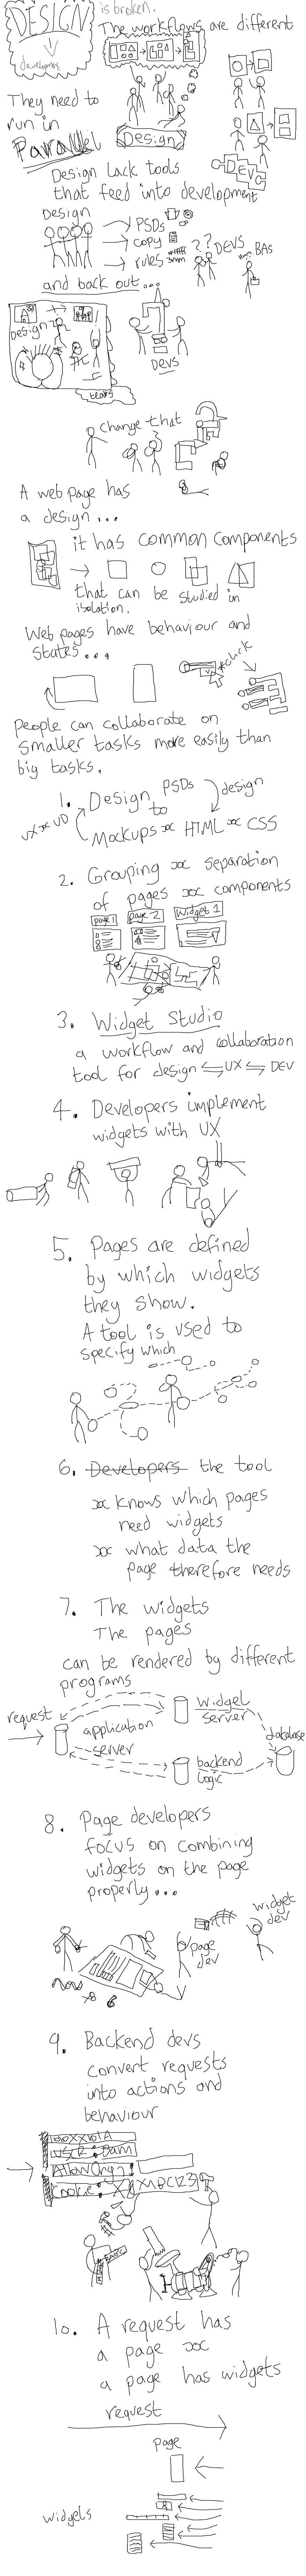 DESIGN is broken.
development
The workflows are different
They need to
run in
Parallel
Design
DEV
Design Lack tools
that feed into development
Design
PSDs
copy
rules
? ? DEVS
BAs
and back out...
Design
tears
Devs
change that
A web page has
a design...
it has common components
that can be studied in
isolation.
Web pages have behaviour and
states...
click
People can collaborate on
smaller tasks more easily than
big tasks.
1. Design PSDs
to
design
UX VD
Mockups HTML CSS
2. Grouping separation
of pages components
page 1
page 2
Widget 1
3. Widget Studio
a workflow and collaboration
tool for design ⇆ UX ⇆ DEV
4. Developers implement
widgets with UX
5. Pages are defined
by which widgets
they show.
A tool is used to
specify which
6. Developers the tool
knows which pages
need widgets
what data the
page therefore needs
7. The widgets
The pages
can be rendered by different
programs
request
application
server
widget
server
database
backend
logic
8. Page developers
focus on combining
widgets on the page
properly...
widget
dev
page
dev
9. Backend devs
convert requests
into actions and
behaviour
10. A request has
a page
a page has widgets
request
page
widgets